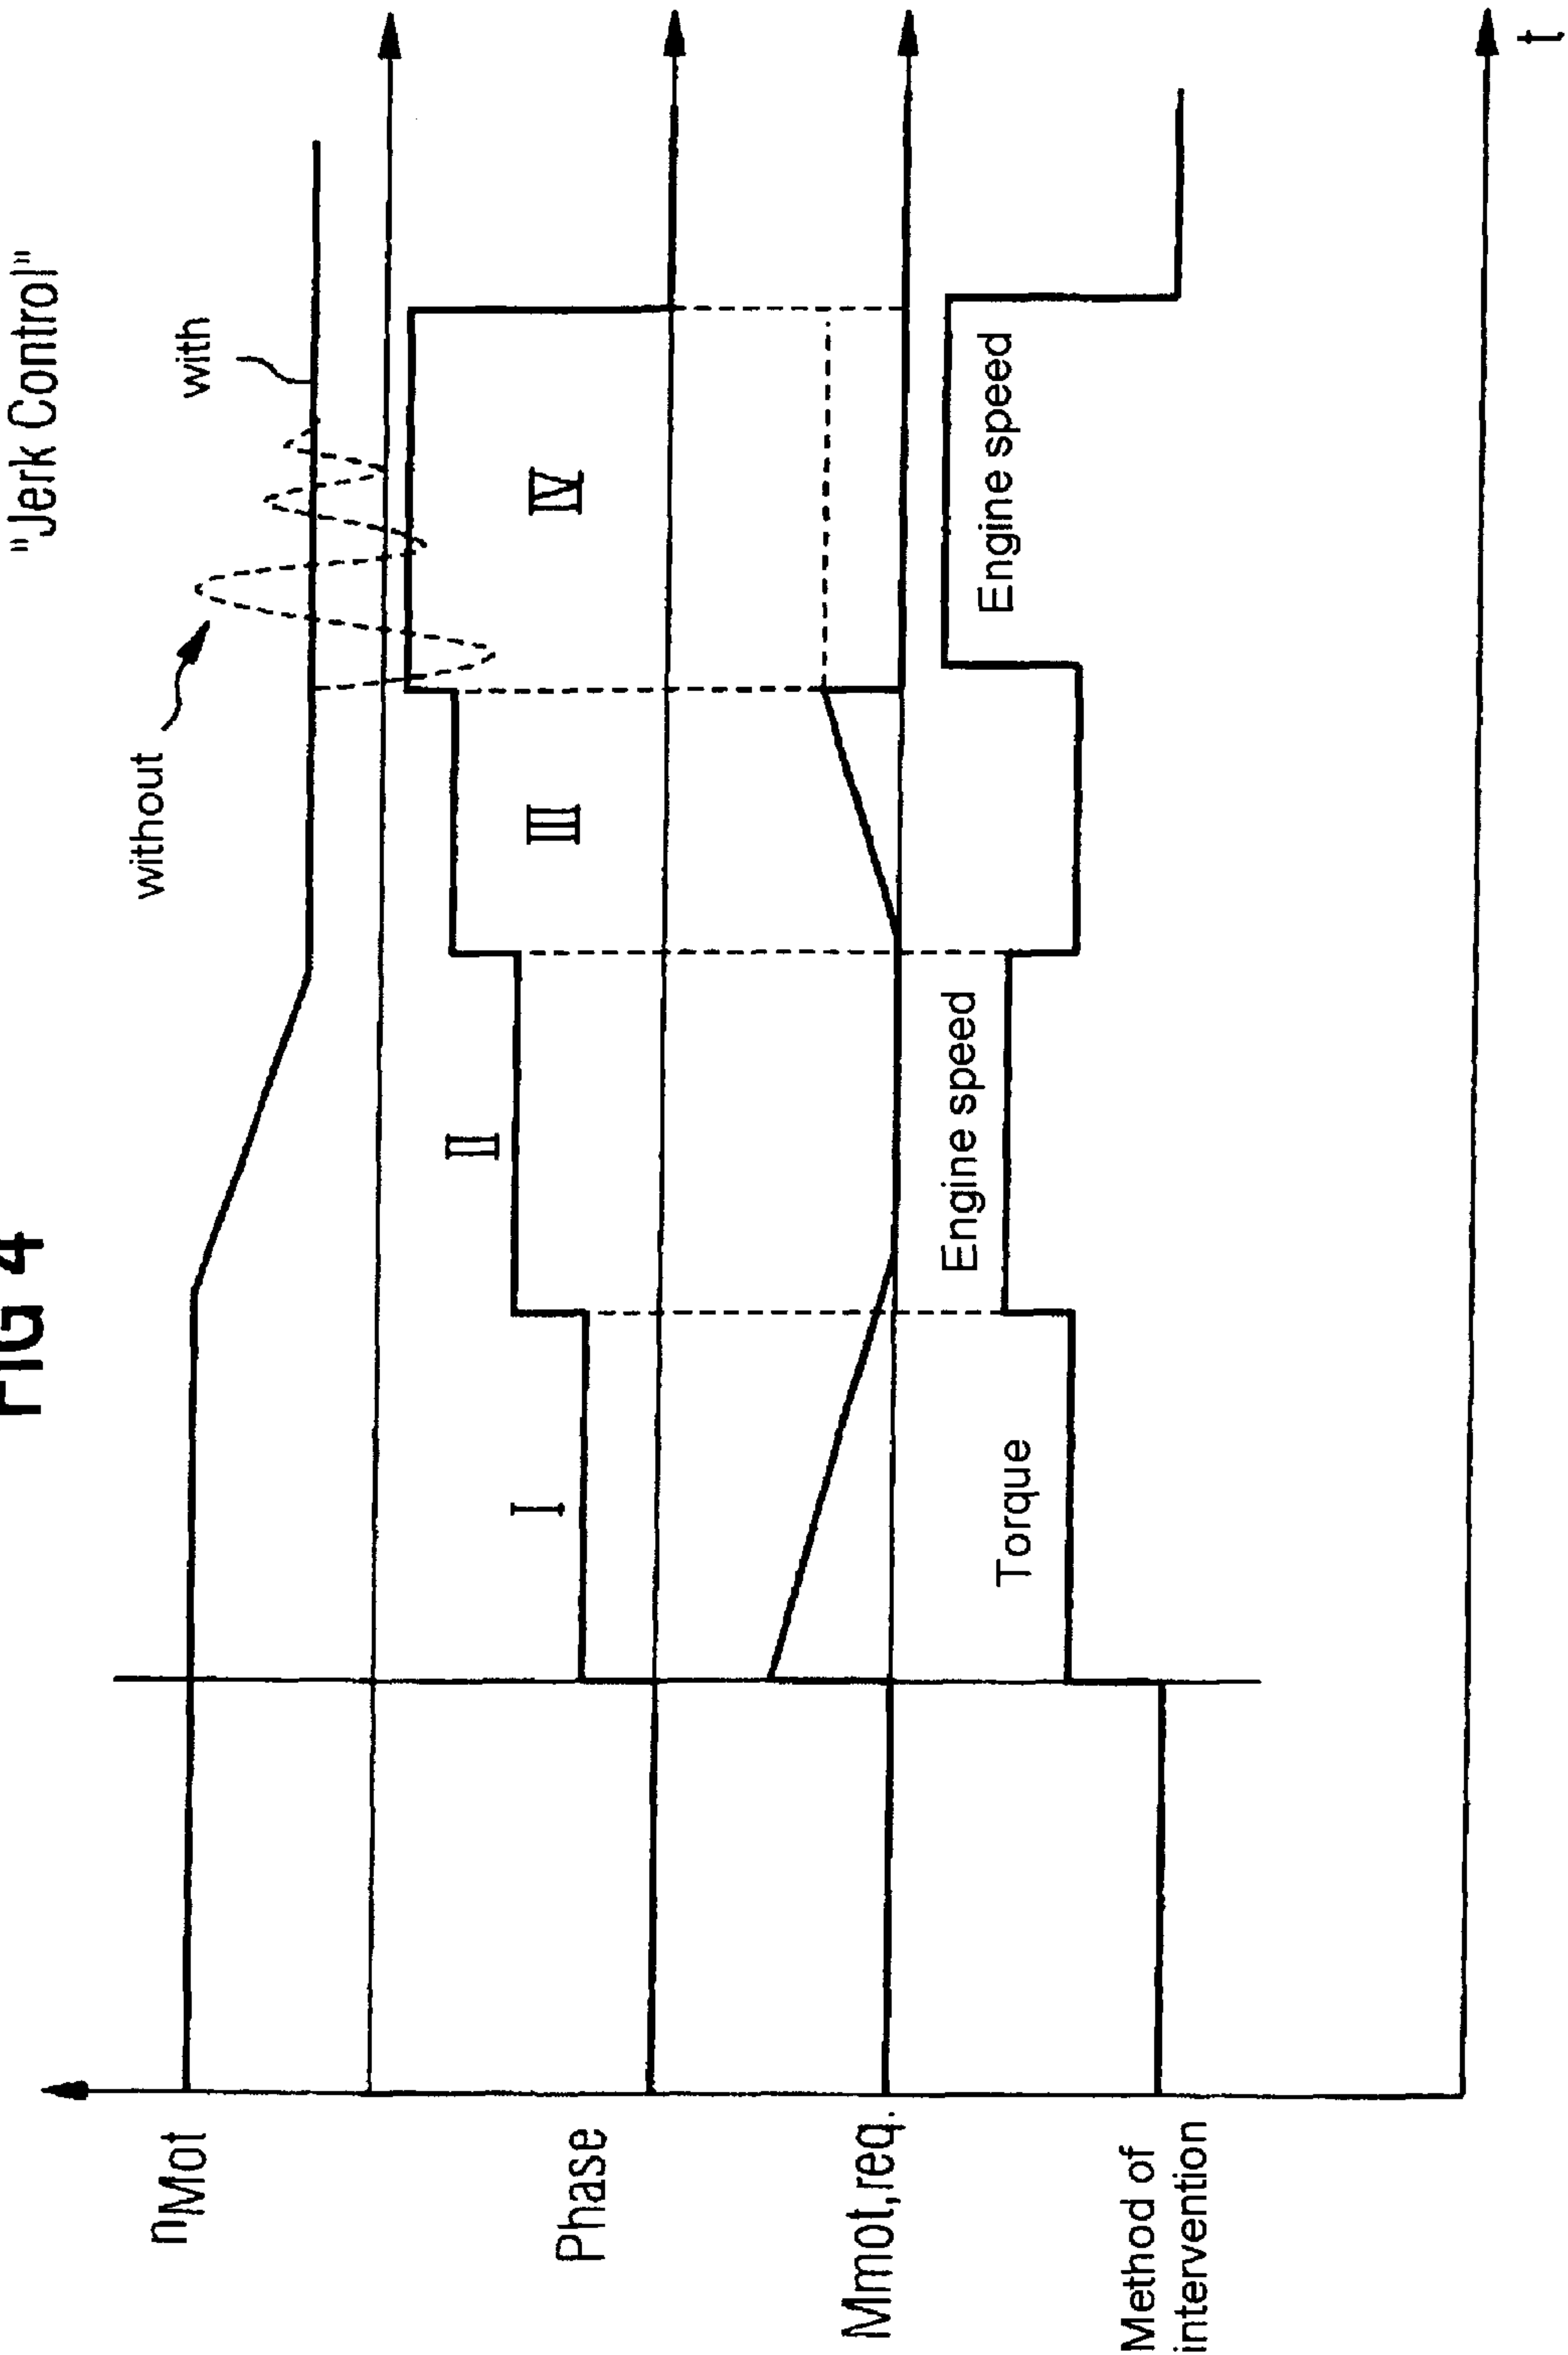 FIG 4
"Jerk Control"
without
with
nMot
Phase
I
II
III
IV
Mmot,req.
Torque
Engine speed
Engine speed
Method of
intervention
t